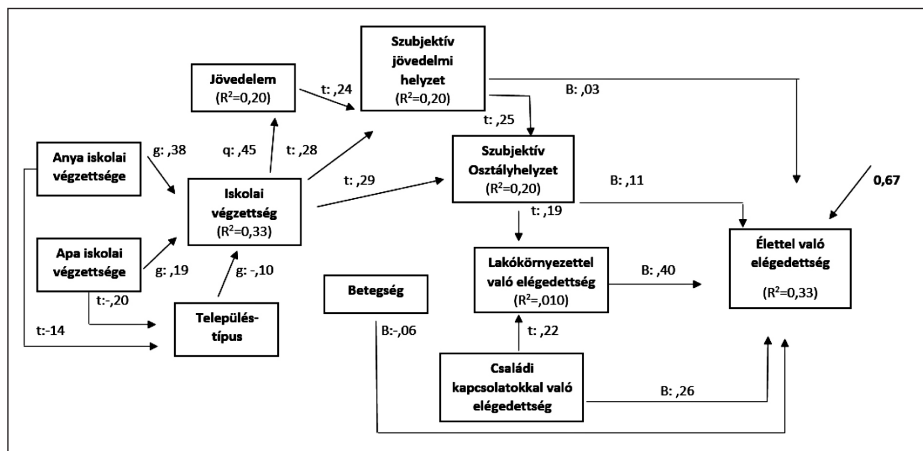 Szubjektív
jövedelmi
helyzet
(R²=0,20)
Jövedelem
(R²=0,20)
t: ,24
B: ,03
t: ,25
g: ,38
q: ,45
t: ,28
Anya iskolai
végzettsége
Szubjektív
Osztályhelyzet
(R²=0,20)
Iskolai
végzettség
(R²=0,33)
t: ,29
B: ,11
0,67
t: ,19
Apa iskolai
végzettsége
g: ,19
g: -,10
Élettel való
elégedettség
(R²=0,33)
Lakókörnyezettel
való elégedettség
(R²=,010)
B: ,40
Betegség
t:-,20
Település-
típus
t:-14
B:-,06
t: ,22
Családi
kapcsolatokkal való
elégedettség
B: ,26